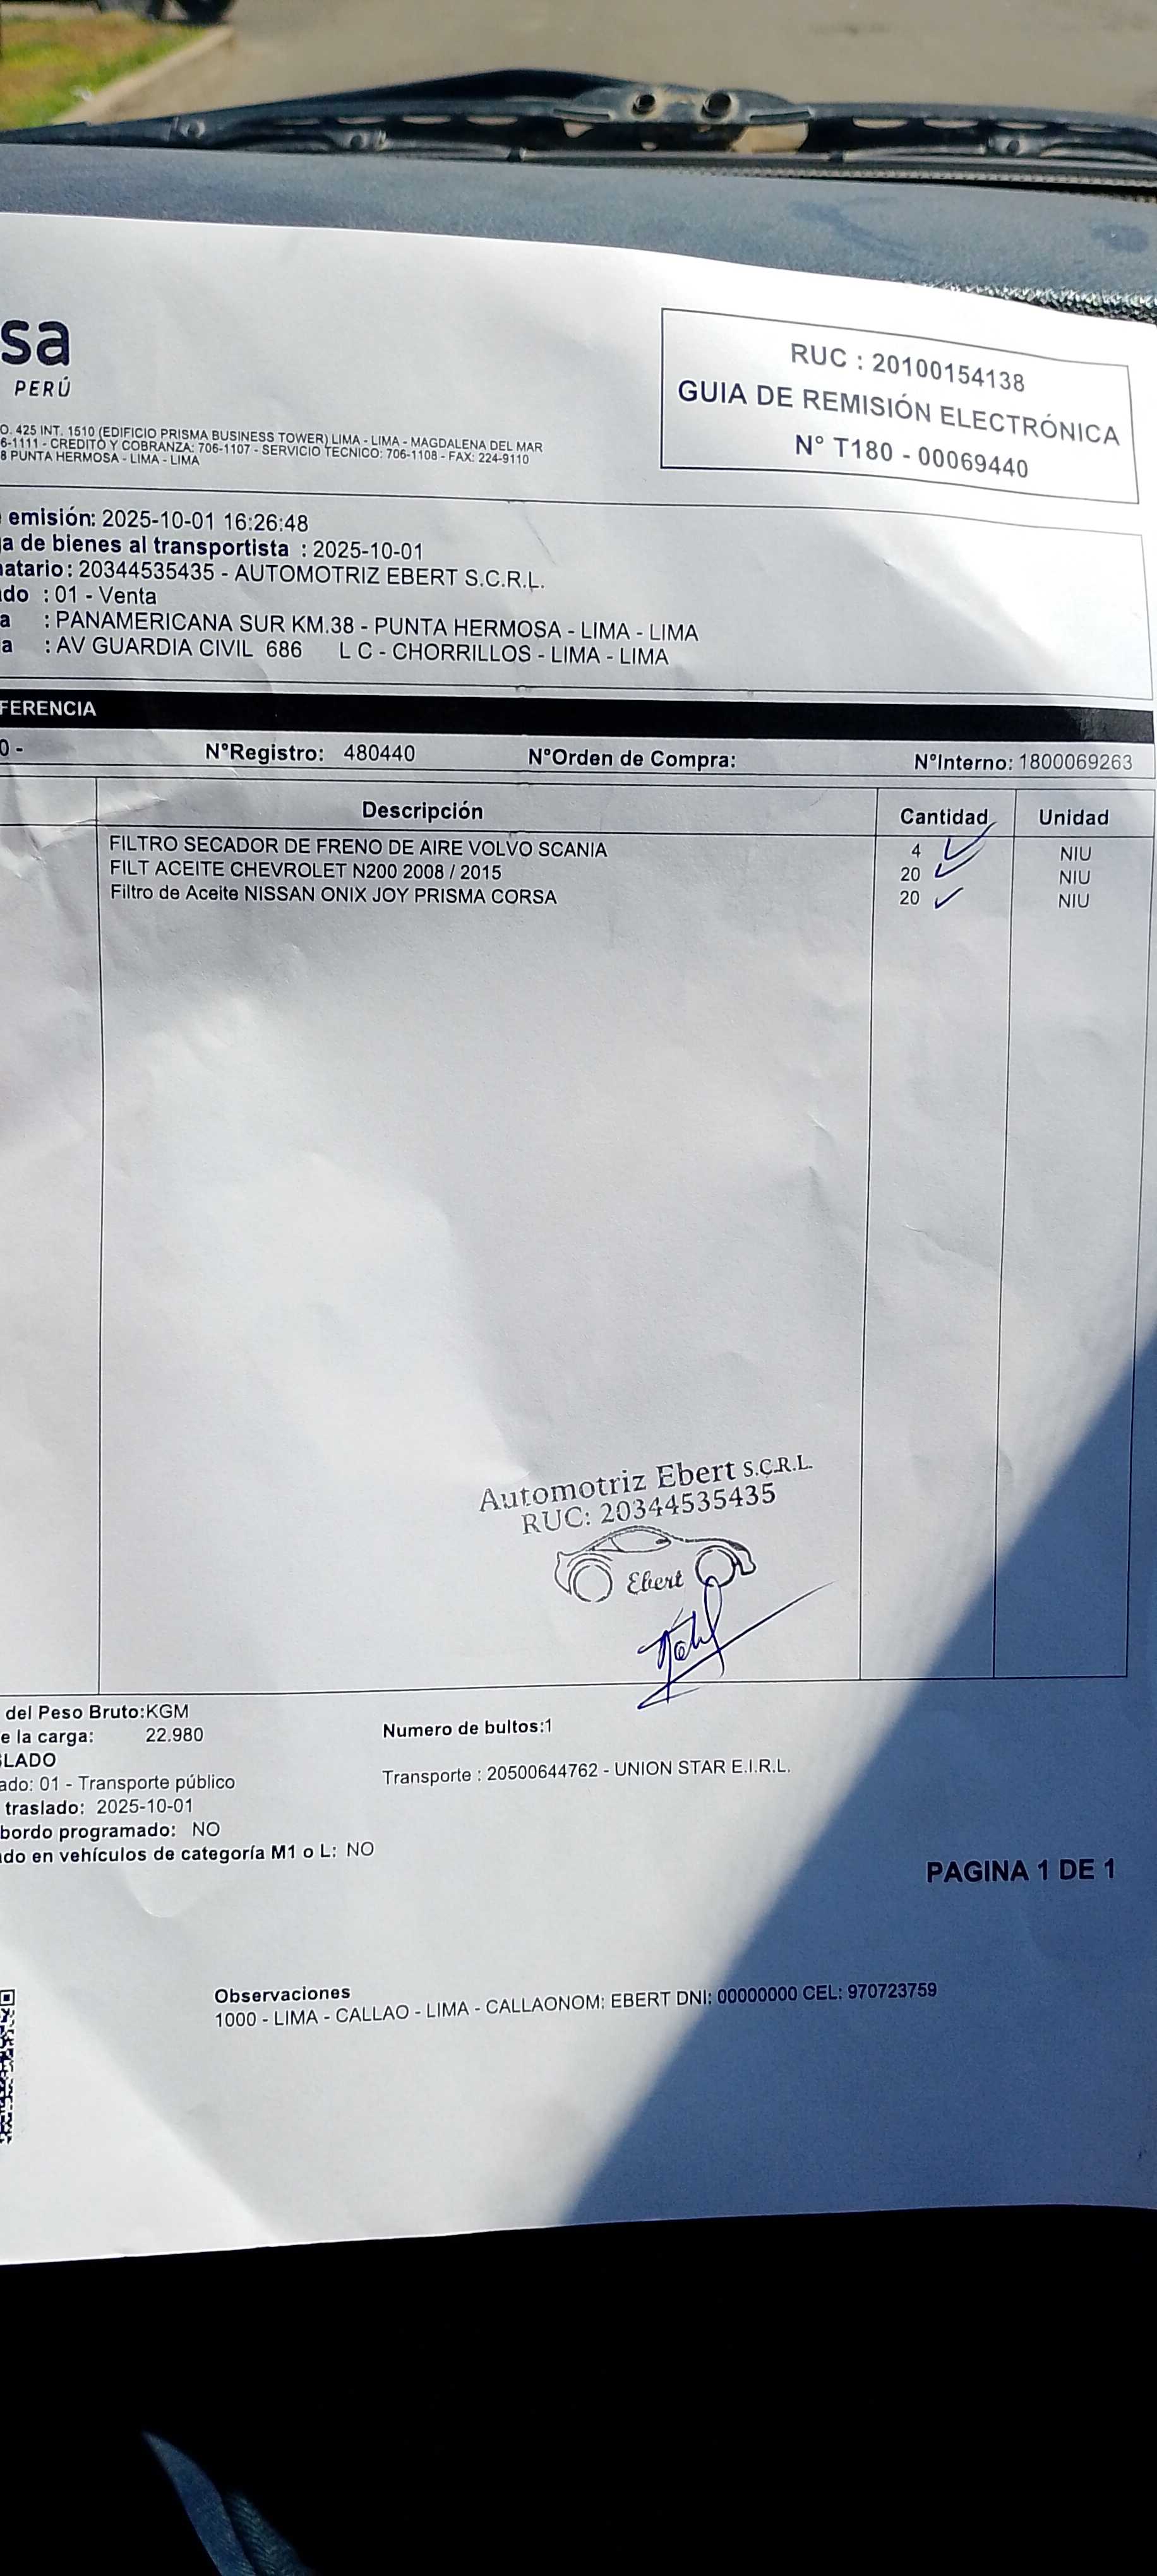 sa
PERÚ
RUC : 20100154138
GUIA DE REMISIÓN ELECTRÓNICA
N° T180 - 00069440
O. 425 INT. 1510 (EDIFICIO PRISMA BUSINESS TOWER) LIMA - LIMA - MAGDALENA DEL MAR
6-1111 - CREDITO Y COBRANZA: 706-1107 - SERVICIO TECNICO: 706-1108 - FAX: 224-9110
8 PUNTA HERMOSA - LIMA - LIMA
emisión: 2025-10-01 16:26:48
a de bienes al transportista : 2025-10-01
natario : 20344535435 - AUTOMOTRIZ EBERT S.C.R.L.
do : 01 - Venta
a : PANAMERICANA SUR KM.38 - PUNTA HERMOSA - LIMA - LIMA
a : AV GUARDIA CIVIL 686 L C - CHORRILLOS - LIMA - LIMA
FERENCIA
0 - N°Registro: 480440 N°Orden de Compra: N°Interno: 1800069263
Descripción Cantidad Unidad
FILTRO SECADOR DE FRENO DE AIRE VOLVO SCANIA 4 NIU
FILT ACEITE CHEVROLET N200 2008 / 2015 20 NIU
Filtro de Aceite NISSAN ONIX JOY PRISMA CORSA 20 NIU
Automotriz Ebert S.C.R.L.
RUC: 20344535435
Ebert
del Peso Bruto:KGM
e la carga: 22.980
Numero de bultos:1
SLADO
ado: 01 - Transporte público
Transporte : 20500644762 - UNION STAR E.I.R.L.
traslado: 2025-10-01
bordo programado: NO
do en vehículos de categoría M1 o L: NO
PAGINA 1 DE 1
Observaciones
1000 - LIMA - CALLAO - LIMA - CALLAONOM: EBERT DNI: 00000000 CEL: 970723759